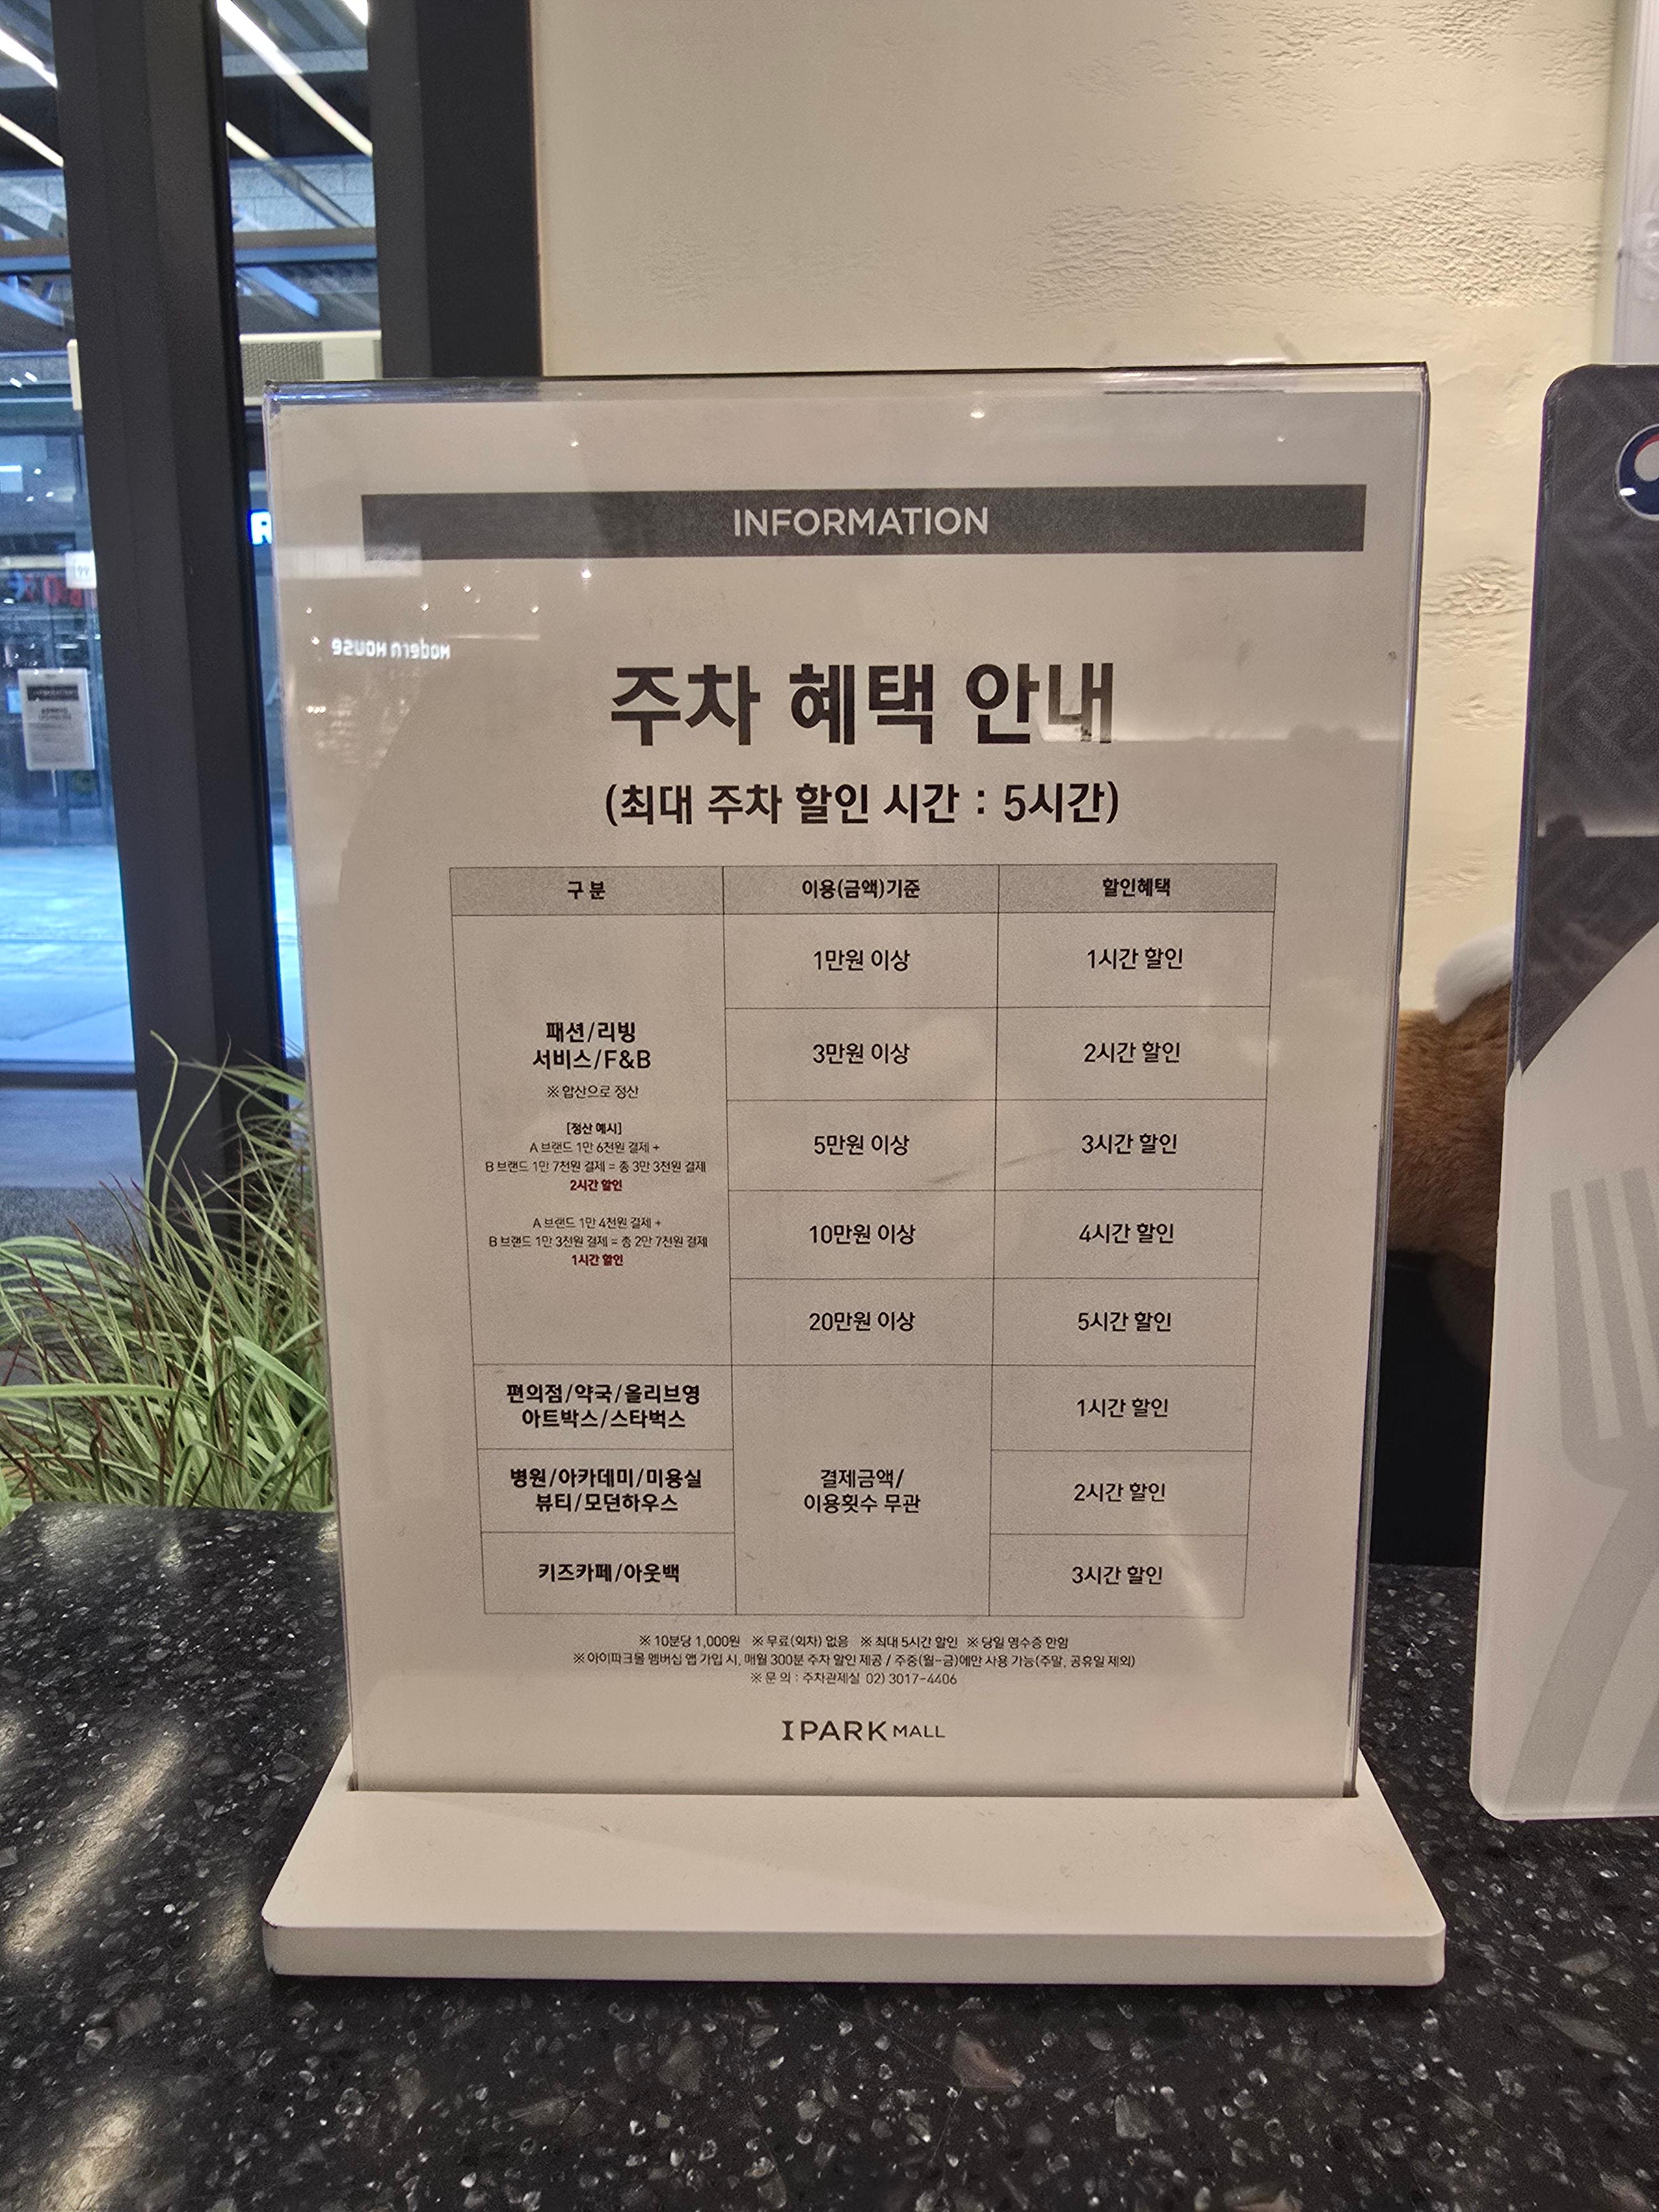 INFORMATION
주차 혜택 안내
(최대 주차 할인 시간 : 5시간)
구 분
이용(금액)기준
할인혜택
패션/리빙
서비스/F&B
※ 합산으로 정산
[정산 예시]
A 브랜드 1만 6천원 결제 +
B 브랜드 1만 7천원 결제 = 총 3만 3천원 결제
2시간 할인
A 브랜드 1만 4천원 결제 +
B 브랜드 1만 3천원 결제 = 총 2만 7천원 결제
1시간 할인
1만원 이상
1시간 할인
3만원 이상
2시간 할인
5만원 이상
3시간 할인
10만원 이상
4시간 할인
20만원 이상
5시간 할인
편의점/약국/올리브영
아트박스/스타벅스
1시간 할인
병원/아카데미/미용실
뷰티/모던하우스
결제금액/
이용횟수 무관
2시간 할인
키즈카페/아웃백
3시간 할인
※ 10분당 1,000원 ※ 무료(회차) 없음 ※ 최대 5시간 할인 ※ 당일 영수증 한함
※ 아이파크몰 멤버십 앱 가입 시, 매월 300분 주차 할인 제공 / 주중(월-금)에만 사용 가능(주말, 공휴일 제외)
※ 문 의 : 주차관제실 02) 3017-4406
IPARK MALL
MODERN HOUSE